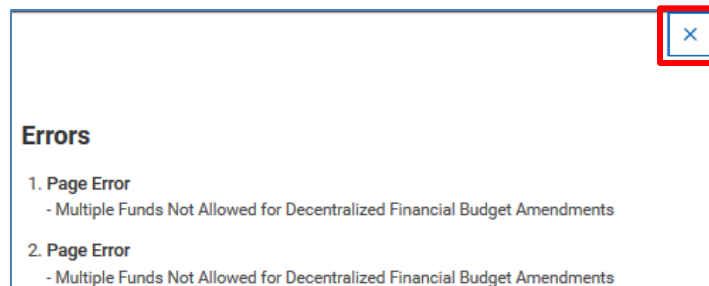 Errors
1. Page Error
- Multiple Funds Not Allowed for Decentralized Financial Budget Amendments
2. Page Error
- Multiple Funds Not Allowed for Decentralized Financial Budget Amendments